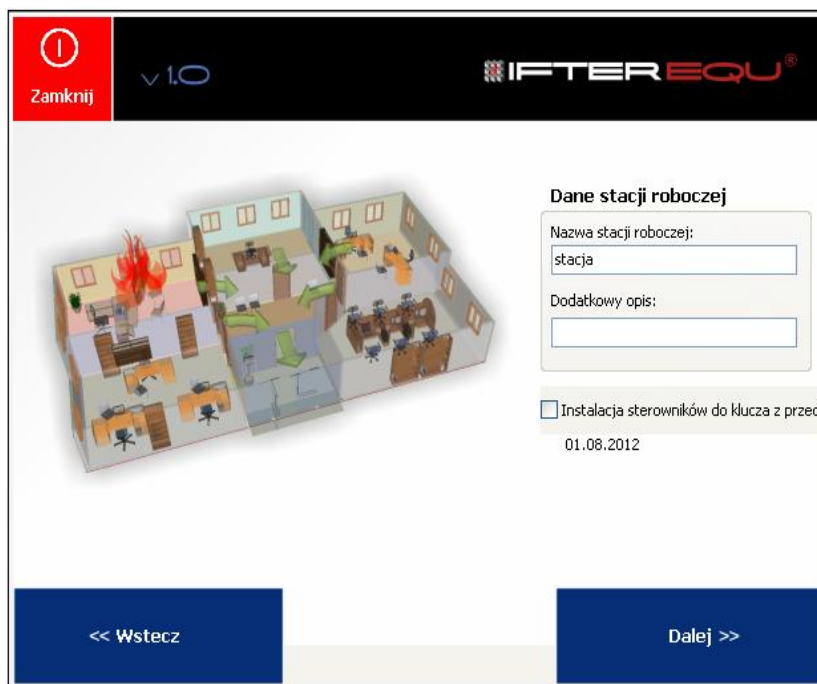 Zamknij
v 1.0
IFTER EQU®
Dane stacji roboczej
Nazwa stacji roboczej:
stacja
Dodatkowy opis:
Instalacja sterowników do klucza z przed
01.08.2012
<< Wstecz
Dalej >>